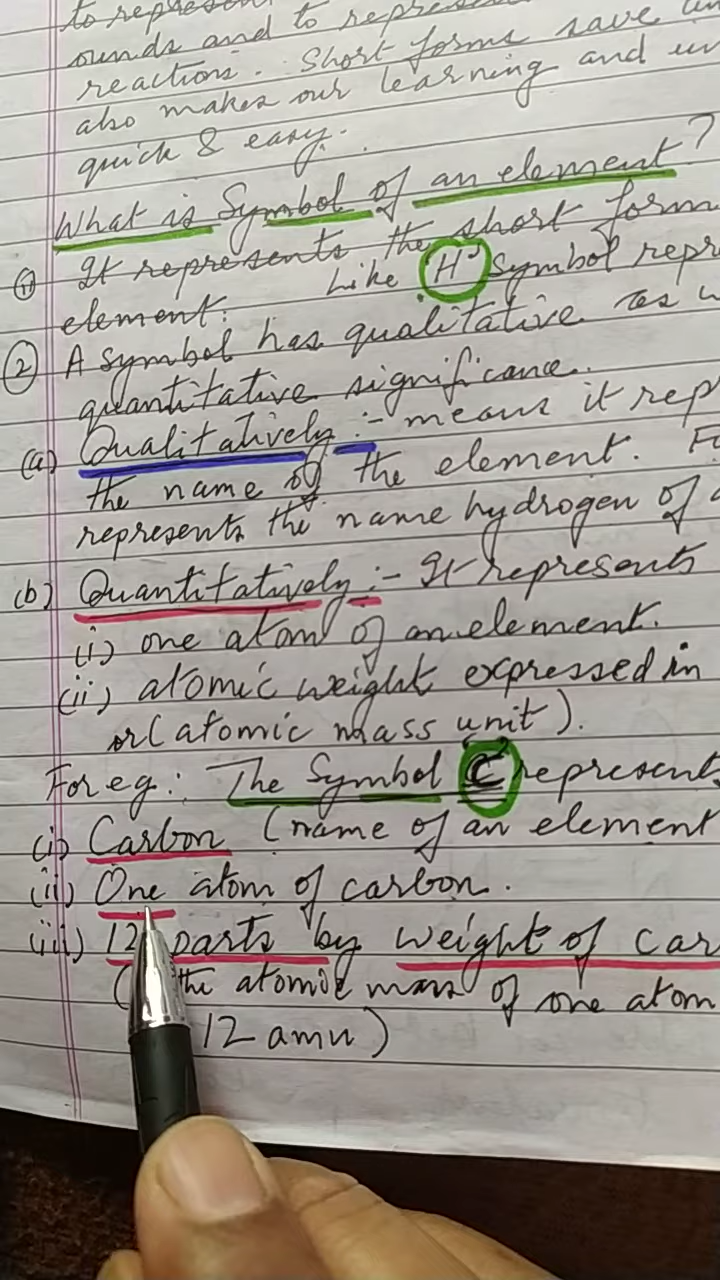 to represent
ounds and to represe
reactions. Short forms save
also makes our learning and un
quick & easy.
What is Symbol of an element?
① It represents the short form
element. Like "H" Symbol repr
② A symbol has qualitative as w
quantitative significance.
(a) Qualitatively :- means it rep
the name of the element. F
represents the name hydrogen of
(b) Quantitatively :- It represents
(i) one atom of an element.
(ii) atomic weight expressed in
or (atomic mass unit).
For eg: The Symbol C represents
(i) Carbon (name of an element
(ii) One atom of carbon.
(iii) 12 parts by weight of car
( the atomic mass of one atom
12 amu)